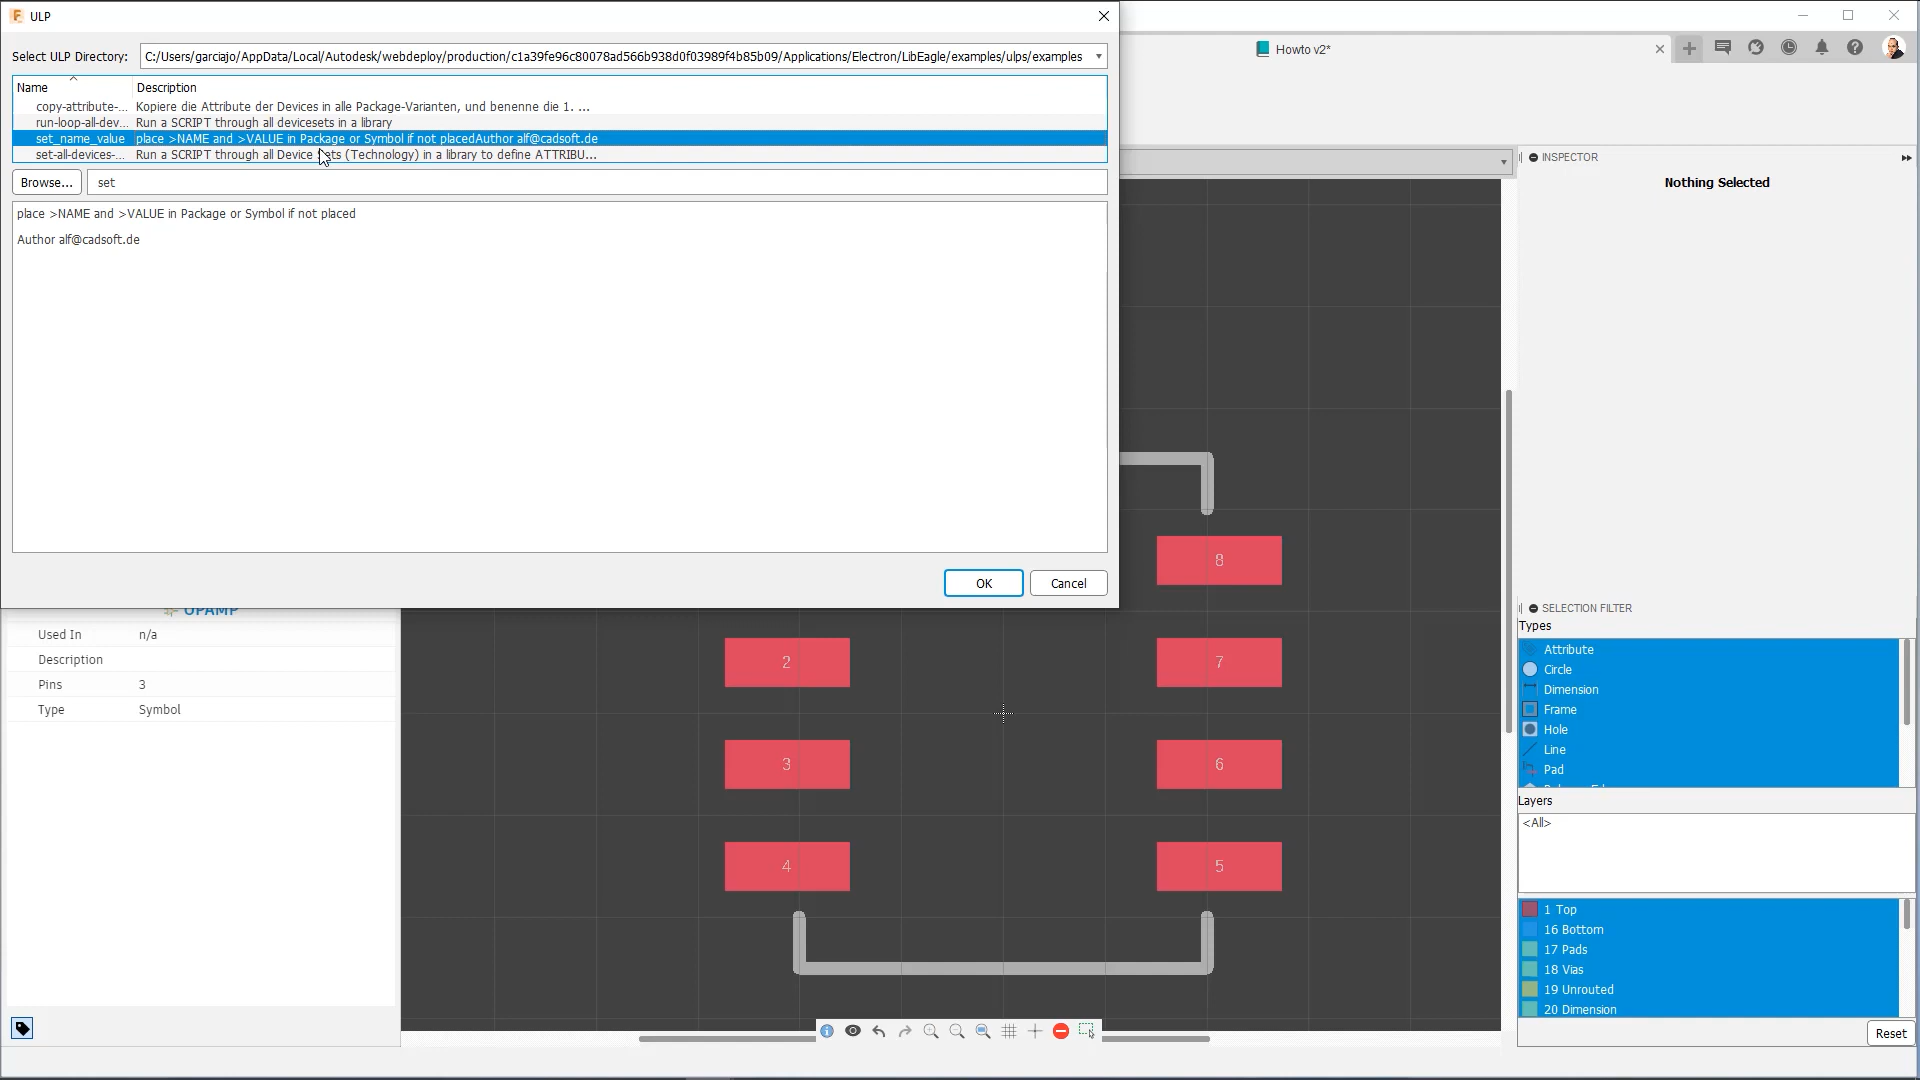 ULP
Howto v2*
Select ULP Directory:
C:/Users/garciajo/AppData/Local/Autodesk/webdeploy/production/c1a39fe96c80078ad566b938d0f03989f4b85b09/Applications/Electron/LibEagle/examples/ulps/examples
Name Description
copy-attribute-... Kopiere die Attribute der Devices in alle Package-Varianten, und benenne die 1. ...
run-loop-all-dev... Run a SCRIPT through all devicesets in a library
set_name_value place >NAME and >VALUE in Package or Symbol if not placedAuthor alf@cadsoft.de
set-all-devices-... Run a SCRIPT through all Device Sets (Technology) in a library to define ATTRIBU...
Browse... set
place >NAME and >VALUE in Package or Symbol if not placed
Author alf@cadsoft.de
OK Cancel
INSPECTOR
Nothing Selected
OPAMP
Used In n/a
Description
Pins 3
Type Symbol
8
2 7
3 6
4 5
SELECTION FILTER
Types
Attribute
Circle
Dimension
Frame
Hole
Line
Pad
Layers
<All>
1 Top
16 Bottom
17 Pads
18 Vias
19 Unrouted
20 Dimension
Reset